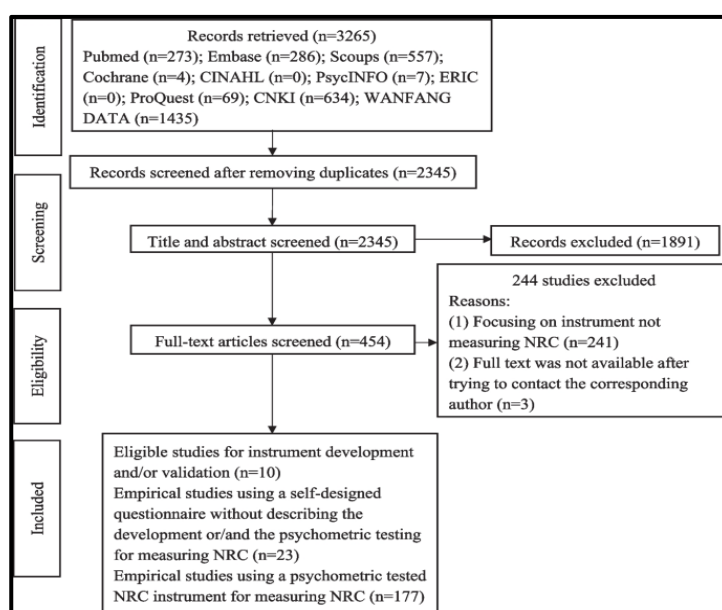 Identification
Records retrieved (n=3265)
Pubmed (n=273); Embase (n=286); Scoups (n=557);
Cochrane (n=4); CINAHL (n=0); PsycINFO (n=7); ERIC
(n=0); ProQuest (n=69); CNKI (n=634); WANFANG
DATA (n=1435)
Records screened after removing duplicates (n=2345)
Screening
Title and abstract screened (n=2345)
Records excluded (n=1891)
244 studies excluded
Reasons:
(1) Focusing on instrument not
measuring NRC (n=241)
(2) Full text was not available after
trying to contact the corresponding
author (n=3)
Eligibility
Full-text articles screened (n=454)
Included
Eligible studies for instrument development
and/or validation (n=10)
Empirical studies using a self-designed
questionnaire without describing the
development or/and the psychometric testing
for measuring NRC (n=23)
Empirical studies using a psychometric tested
NRC instrument for measuring NRC (n=177)